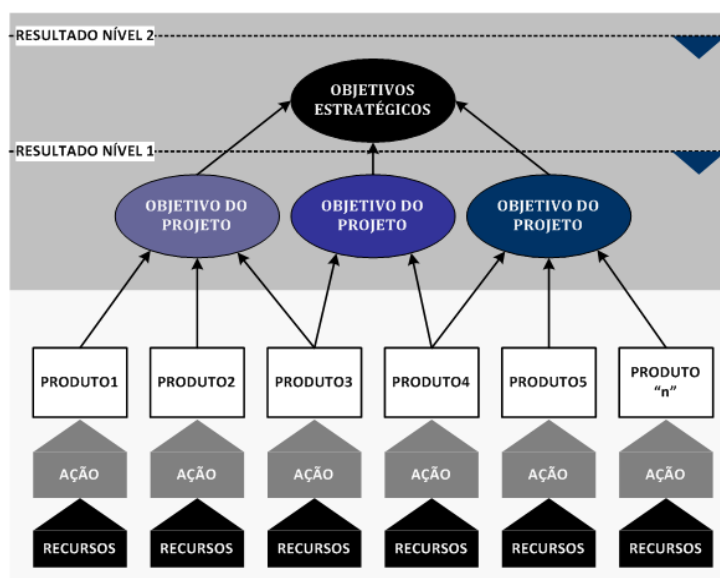 RESULTADO NÍVEL 2
OBJETIVOS
ESTRATÉGICOS
RESULTADO NÍVEL 1
OBJETIVO DO
PROJETO
OBJETIVO DO
PROJETO
OBJETIVO DO
PROJETO
PRODUTO1
PRODUTO2
PRODUTO3
PRODUTO4
PRODUTO5
PRODUTO
“n”
AÇÃO
AÇÃO
AÇÃO
AÇÃO
AÇÃO
AÇÃO
RECURSOS
RECURSOS
RECURSOS
RECURSOS
RECURSOS
RECURSOS